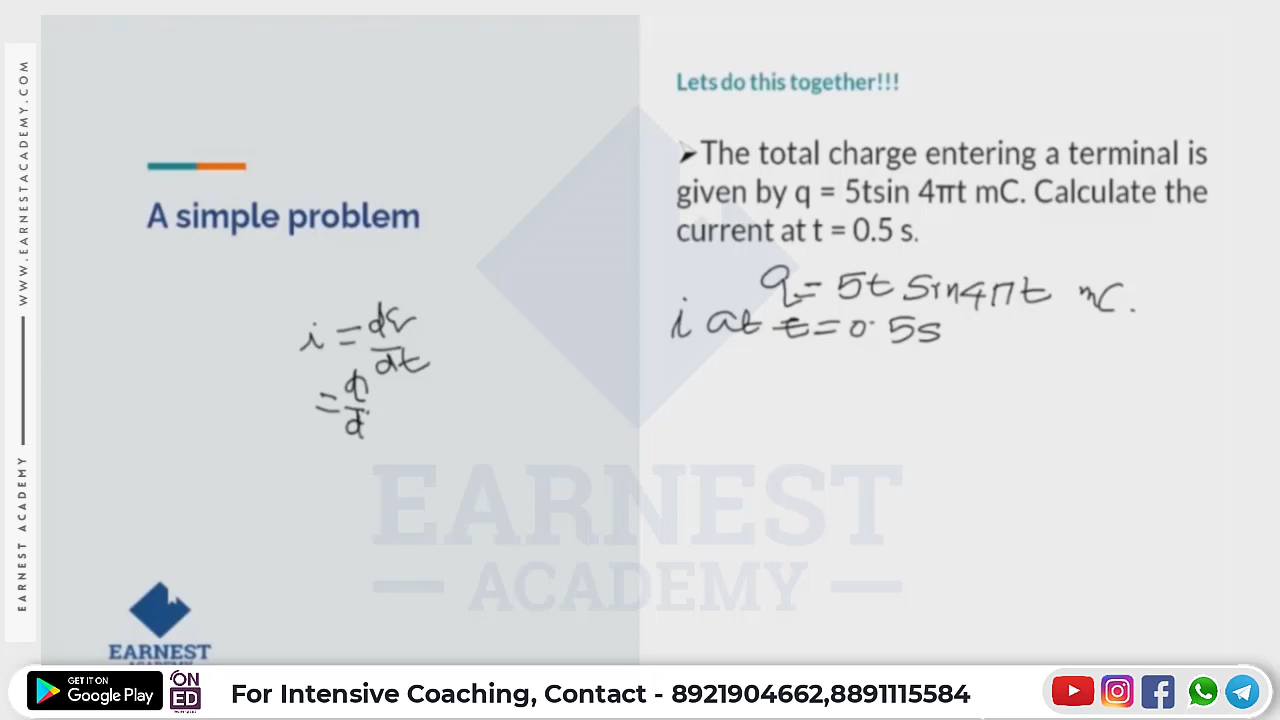 WWW.EARNESTACADEMY.COM
EARNEST ACADEMY
A simple problem
i = dq/dt
= d/d
EARNEST
ACADEMY
Lets do this together!!!
➤The total charge entering a terminal is
given by q = 5tsin 4πt mC. Calculate the
current at t = 0.5 s.
q = 5t sin4πt mC.
i at t = 0.5s
EARNEST
ACADEMY
GET IT ON
Google Play
ON
ED
For Intensive Coaching, Contact - 8921904662,8891115584